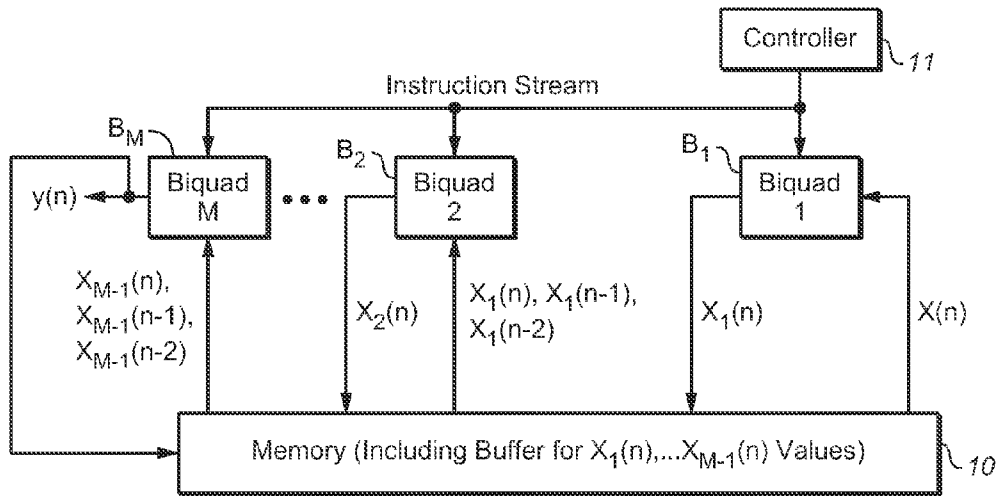 Controller
11
Instruction Stream
B_M
B_2
B_1
Biquad
M
Biquad
2
Biquad
1
y(n)
X_{M-1}(n),
X_{M-1}(n-1),
X_{M-1}(n-2)
X_2(n)
X_1(n), X_1(n-1),
X_1(n-2)
X_1(n)
X(n)
Memory (Including Buffer for X_1(n),...X_{M-1}(n) Values)
10